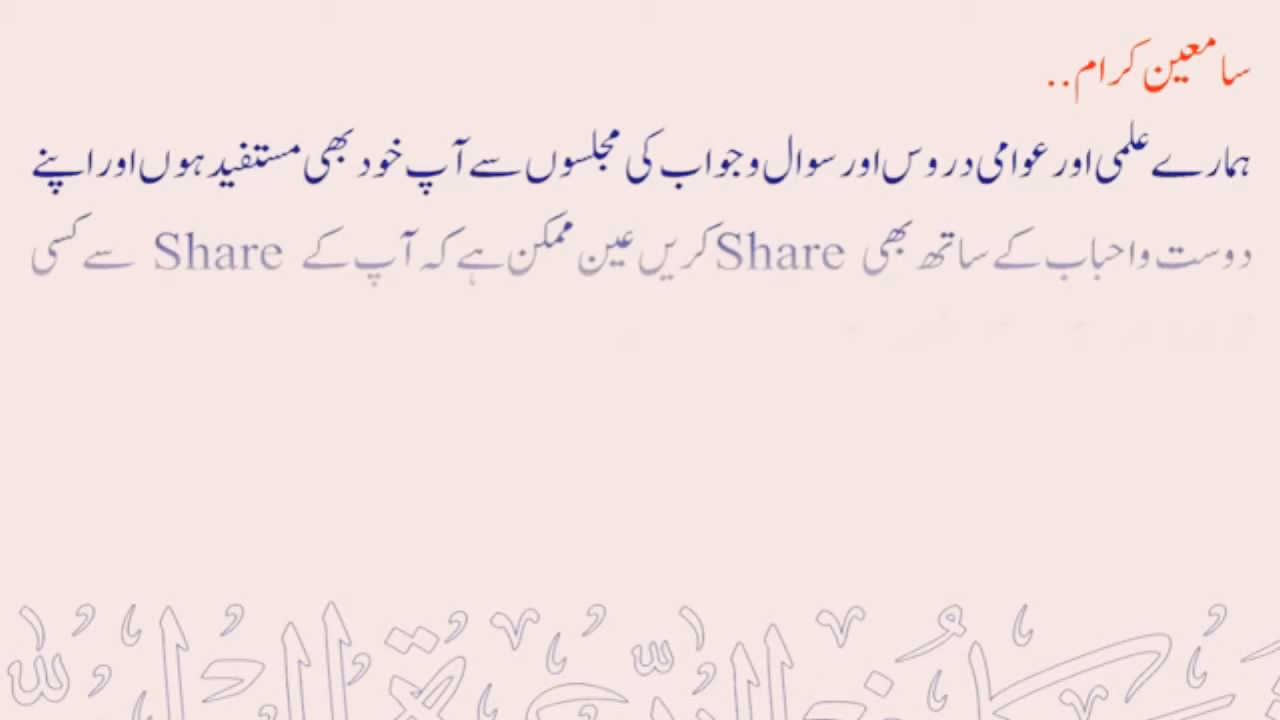 سامعین کرام..
ہمارے علمی اور عوامی دروس اور سوال و جواب کی مجلسوں سے آپ خود بھی مستفید ہوں اور اپنے
دوست واحباب کے ساتھ بھی Share کریں عین ممکن ہے کہ آپ کے Share سے کسی